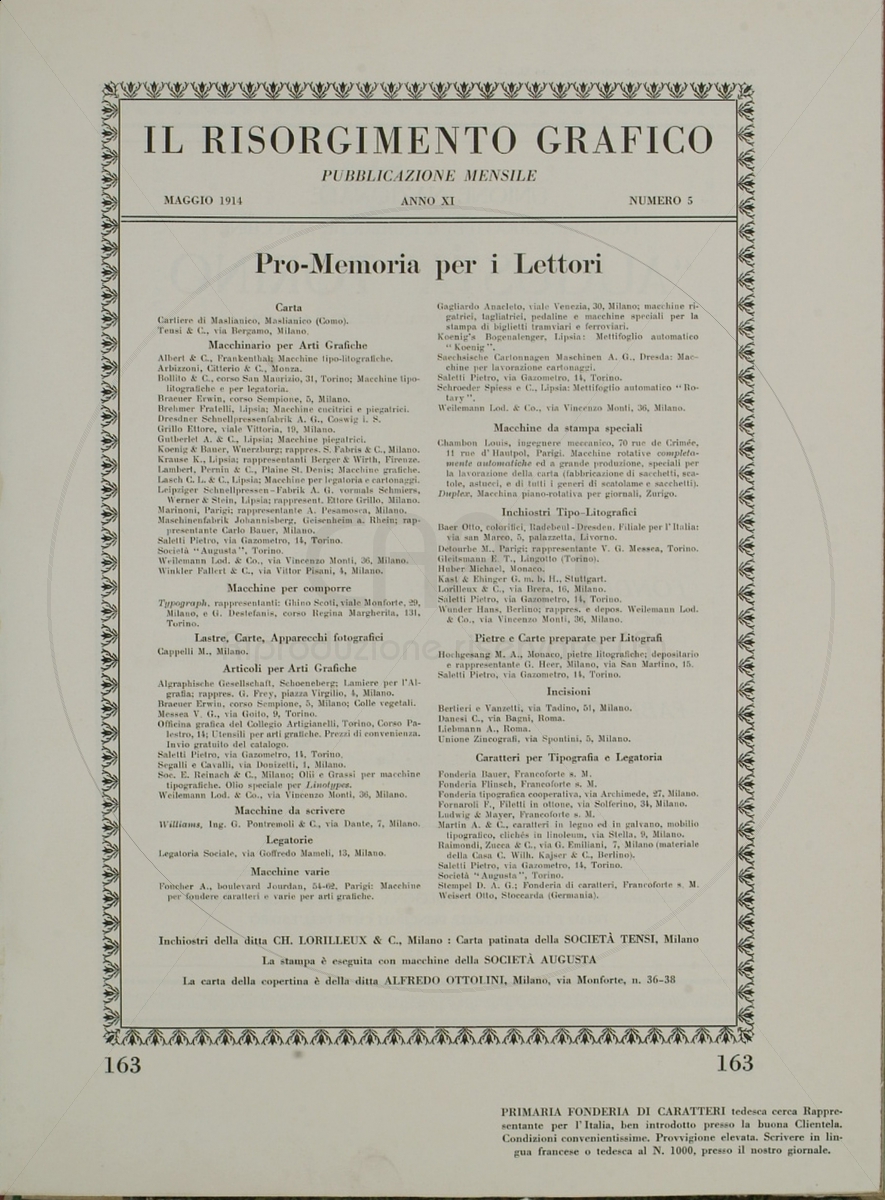 IL RISORGIMENTO GRAFICO
PUBBLICAZIONE MENSILE
MAGGIO 1914 ANNO XI NUMERO 5
Pro-Memoria per i Lettori
Carta
Cartiere di Maslianico, Maslianico (Como).
Tensi & C., via Bergamo, Milano.
Macchinario per Arti Grafiche
Albert & C., Frankenthal; Macchine tipo-litografiche.
Arbizzoni, Citterio & C., Monza.
Bollito & C., corso San Maurizio, 31, Torino; Macchine tipo-
litografiche e per legatoria.
Braeuer Erwin, corso Sempione, 5, Milano.
Brehmer Fratelli, Lipsia; Macchine cucitrici e piegatrici.
Dresdner Schnellpressenfabrik A. G., Coswig i. S.
Grillo Ettore, viale Vittoria, 19, Milano.
Gutberlet A. & C., Lipsia; Macchine piegatrici.
Koenig & Bauer, Wuerzburg; rappres. S. Fabris & C., Milano.
Krause K., Lipsia; rappresentanti Berger & Wirth, Firenze.
Lambert, Pernin & C., Plaine St. Denis; Macchine grafiche.
Lasch C. L. & C., Lipsia; Macchine per legatoria e cartonaggi.
Leipziger Schnellpressen-Fabrik A. G. vormals Schmiers,
Werner & Stein, Lipsia; rappresent. Ettore Grillo, Milano.
Marinoni, Parigi; rappresentante A. Pesamosca, Milano.
Maschinenfabrik Johannisberg, Geisenheim a. Rhein; rap-
presentante Carlo Bauer, Milano.
Saletti Pietro, via Gazometro, 14, Torino.
Società “Augusta”, Torino.
Weilemann Lod. & Co., via Vincenzo Monti, 36, Milano.
Winkler Fallert & C., via Vittor Pisani, 4, Milano.
Macchine per comporre
Typograph, rappresentanti: Ghino Scoti, viale Monforte, 29,
Milano, e G. Destefanis, corso Regina Margherita, 131,
Torino.
Lastre, Carte, Apparecchi fotografici
Cappelli M., Milano.
Articoli per Arti Grafiche
Algraphische Gesellschaft, Schoeneberg; Lamiere per l'Al-
grafia; rappres. G. Frey, piazza Virgilio, 4, Milano.
Braeuer Erwin, corso Sempione, 5, Milano; Colle vegetali.
Messea V. G., via Goito, 9, Torino.
Officina grafica del Collegio Artigianelli, Torino, Corso Pa-
lestro, 14; Utensili per arti grafiche. Prezzi di convenienza.
Invio gratuito del catalogo.
Saletti Pietro, via Gazometro, 14, Torino.
Segalli e Cavalli, via Donizetti, 1, Milano.
Soc. E. Reinach & C., Milano; Olii e Grassi per macchine
tipografiche. Olio speciale per Linotypes.
Weilemann Lod. & Co., via Vincenzo Monti, 36, Milano.
Macchine da scrivere
Williams, Ing. G. Pontremoli & C., via Dante, 7, Milano.
Legatorie
Legatoria Sociale, via Goffredo Mameli, 13, Milano.
Macchine varie
Foucher A., boulevard Jourdan, 54-62, Parigi: Macchine
per fondere caratteri e varie per arti grafiche.
Gagliardo Anacleto, viale Venezia, 30, Milano; macchine ri-
gatrici, tagliatrici, pedaline e macchine speciali per la
stampa di biglietti tramviari e ferroviari.
Koenig's Bogenalenger, Lipsia: Mettifoglio automatico
“Koenig”.
Saechsische Cartonnagen Maschinen A. G., Dresda: Mac-
chine per lavorazione cartonaggi.
Saletti Pietro, via Gazometro, 14, Torino.
Schroeder Spiess e C., Lipsia: Mettifoglio automatico “Ro-
tary”.
Weilemann Lod. & Co., via Vincenzo Monti, 36, Milano.
Macchine da stampa speciali
Chambon Louis, ingegnere meccanico, 70 rue de Crimée,
11 rue d'Hautpol, Parigi. Macchine rotative completa-
mente automatiche ed a grande produzione, speciali per
la lavorazione della carta (fabbricazione di sacchetti, sca-
tole, astucci, e di tutti i generi di scatolame e sacchetti).
Duplex, Macchina piano-rotativa per giornali, Zurigo.
Inchiostri Tipo-Litografici
Baer Otto, colorifici, Radebeul-Dresden. Filiale per l'Italia:
via san Marco, 5, palazzetta, Livorno.
Detourbe M., Parigi; rappresentante V. G. Messea, Torino.
Gleitsmann E. T., Lingotto (Torino).
Huber Michael, Monaco.
Kast & Ehinger G. m. b. H., Stuttgart.
Lorilleux & C., via Brera, 16, Milano.
Saletti Pietro, via Gazometro, 14, Torino.
Wunder Hans, Berlino; rappres. e depos. Weilemann Lod.
& Co., via Vincenzo Monti, 36, Milano.
Pietre e Carte preparate per Litografi
Hochgesang M. A., Monaco, pietre litografiche; depositario
e rappresentante G. Heer, Milano, via San Martino, 15.
Saletti Pietro, via Gazometro, 14, Torino.
Incisioni
Bertieri e Vanzetti, via Tadino, 51, Milano.
Danesi C., via Bagni, Roma.
Liebmann A., Roma.
Unione Zincografi, via Spontini, 5, Milano.
Caratteri per Tipografia e Legatoria
Fonderia Bauer, Francoforte s. M.
Fonderia Flinsch, Francoforte s. M.
Fonderia tipografica cooperativa, via Archimede, 27, Milano.
Fornaroli F., Filetti in ottone, via Solferino, 34, Milano.
Ludwig & Mayer, Francoforte s. M.
Martin A. & C., caratteri in legno ed in galvano, mobilio
tipografico, clichés in linoleum, via Stella, 9, Milano.
Raimondi, Zucca & C., via G. Emiliani, 7, Milano (materiale
della Casa C. Wilh. Kajser & C., Berlino).
Saletti Pietro, via Gazometro, 14, Torino.
Società “Augusta”, Torino.
Stempel D. A. G.; Fonderia di caratteri, Francoforte s. M.
Weisert Otto, Stoccarda (Germania).
Inchiostri della ditta CH. LORILLEUX & C., Milano : Carta patinata della SOCIETÀ TENSI, Milano
La stampa è eseguita con macchine della SOCIETÀ AUGUSTA
La carta della copertina è della ditta ALFREDO OTTOLINI, Milano, via Monforte, n. 36-38
163 163
PRIMARIA FONDERIA DI CARATTERI tedesca cerca Rappre-
sentante per l'Italia, ben introdotto presso la buona Clientela.
Condizioni convenientissime. Provvigione elevata. Scrivere in lin-
gua francese o tedesca al N. 1000, presso il nostro giornale.